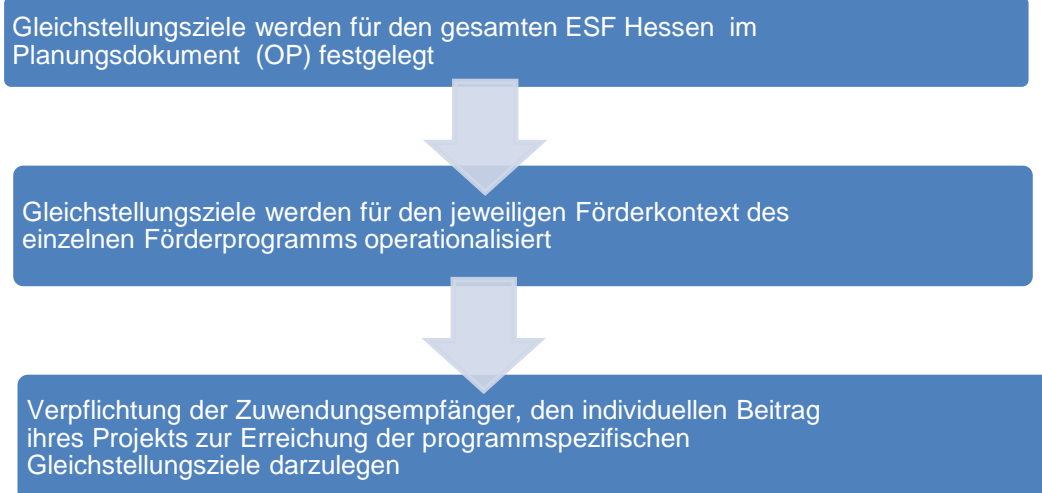 Gleichstellungsziele werden für den gesamten ESF Hessen im
Planungsdokument (OP) festgelegt
Gleichstellungsziele werden für den jeweiligen Förderkontext des
einzelnen Förderprogramms operationalisiert
Verpflichtung der Zuwendungsempfänger, den individuellen Beitrag
ihres Projekts zur Erreichung der programmspezifischen
Gleichstellungsziele darzulegen